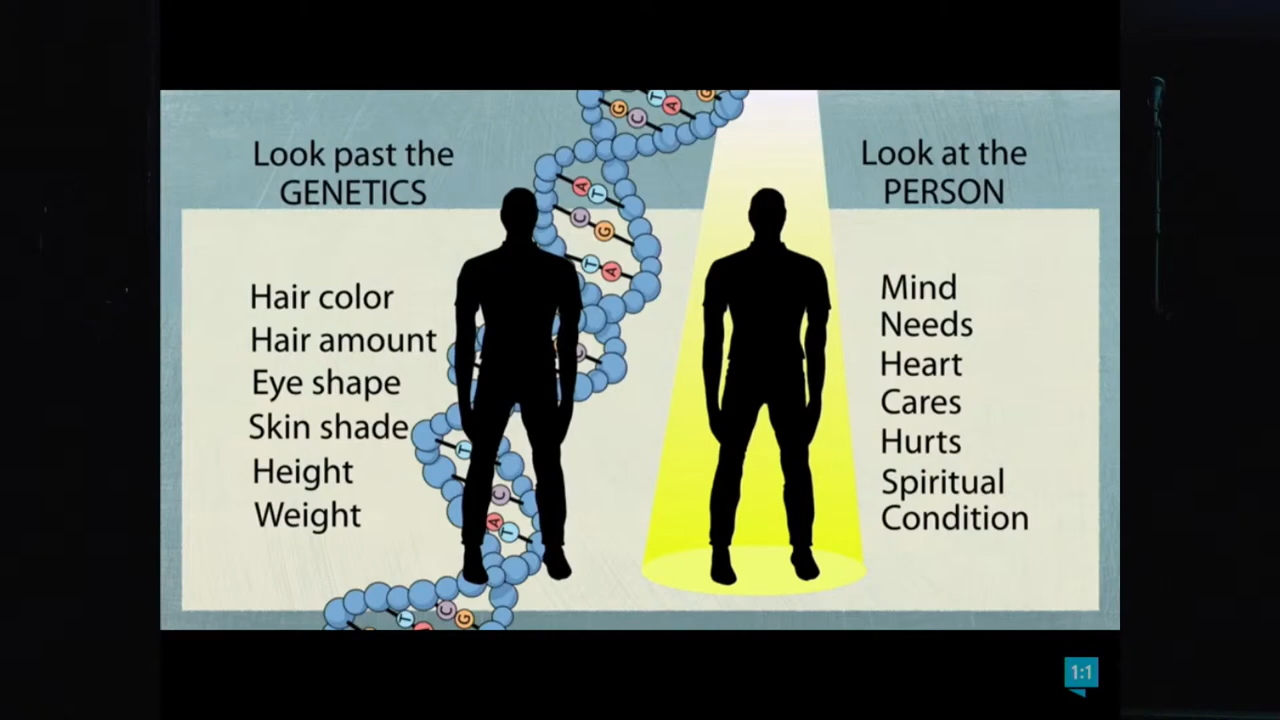 Look past the
GENETICS
Hair color
Hair amount
Eye shape
Skin shade
Height
Weight
Look at the
PERSON
Mind
Needs
Heart
Cares
Hurts
Spiritual
Condition
G
C
T
A
G
A
T
C
G
T
A
C
T
C
A
T
T
C
G
1:1